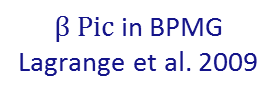 β Pic in BPMG
Lagrange et al. 2009